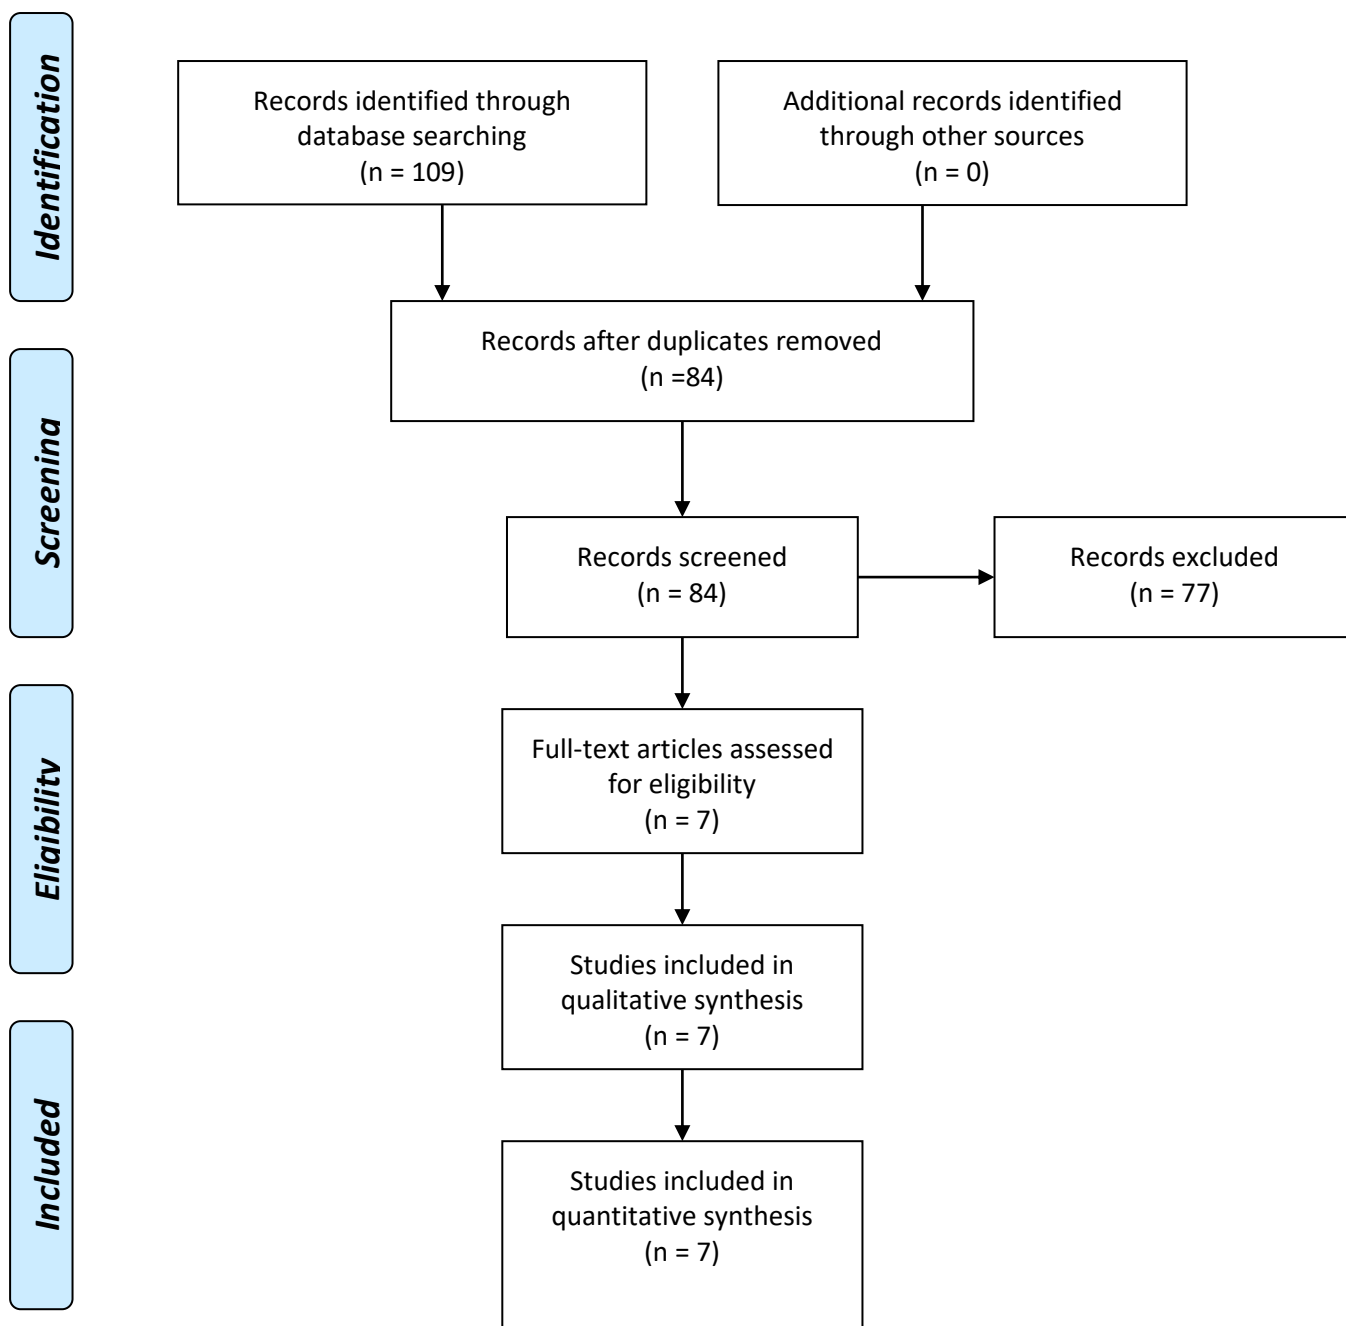 Identification
Records identified through
database searching
(n = 109)
Additional records identified
through other sources
(n = 0)
Records after duplicates removed
(n =84)
Screening
Records screened
(n = 84)
Records excluded
(n = 77)
Eligibility
Full-text articles assessed
for eligibility
(n = 7)
Studies included in
qualitative synthesis
(n = 7)
Included
Studies included in
quantitative synthesis
(n = 7)